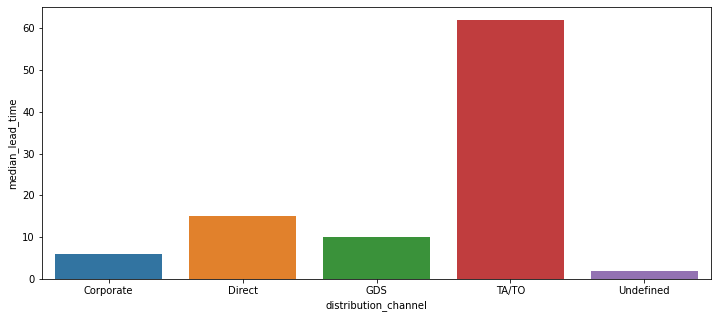 60
50
40
30
20
10
0
median_lead_time
Corporate
Direct
GDS
TA/TO
Undefined
distribution_channel